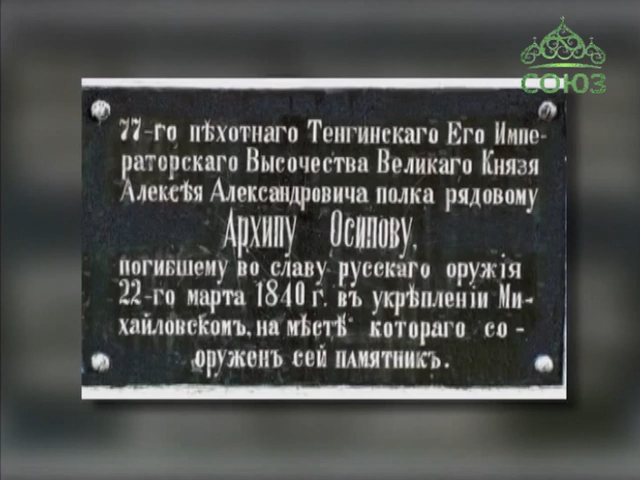 СОЮЗ
77-го пѣхотнаго Тенгинскаго Его Импе-
раторскаго Высочества Великаго Князя
Алексѣя Александровича полка рядовому
Архипу Осипову,
погибшему во славу русскаго оружія
22-го марта 1840 г. въ укрѣпленіи Ми-
хайловскомъ, на мѣстѣ котораго со-
оруженъ сей памятникъ.